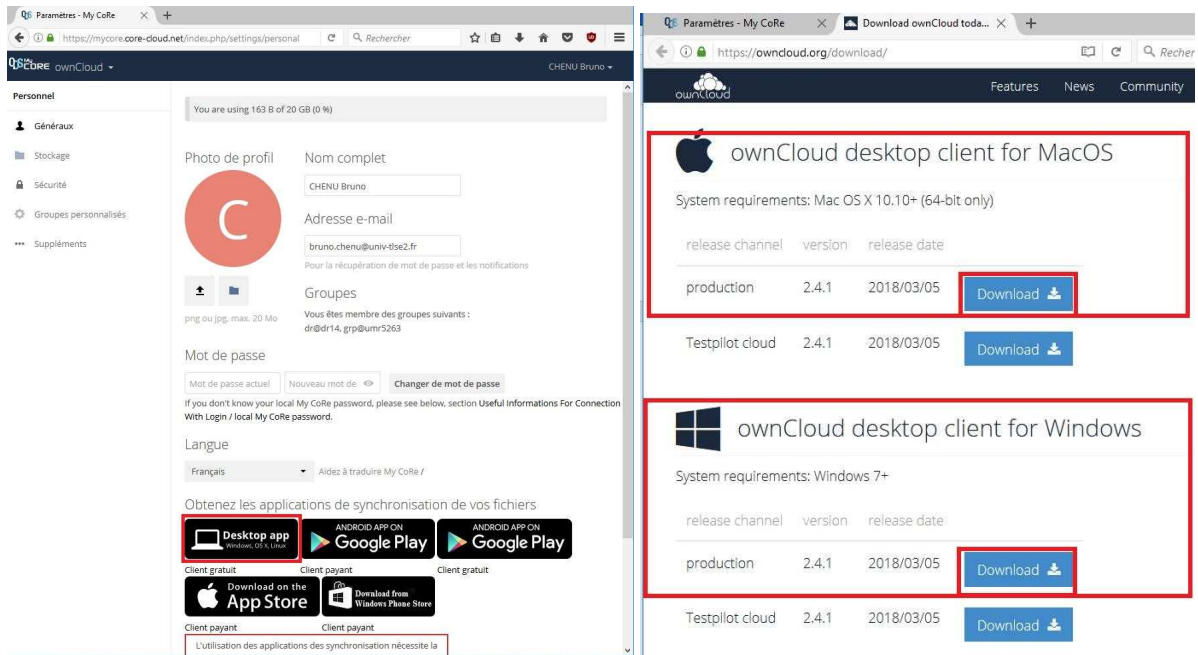 Paramètres - My CoRe
https://mycore.core-cloud.net/index.php/settings/personal
Rechercher
ownCloud
CHENU Bruno
Personnel
Généraux
Stockage
Sécurité
Groupes personnalisés
Suppléments
You are using 163 B of 20 GB (0 %)
Photo de profil
C
png ou jpg, max. 20 Mo
Nom complet
CHENU Bruno
Adresse e-mail
bruno.chenu@univ-tlse2.fr
Pour la récupération de mot de passe et les notifications
Groupes
Vous êtes membre des groupes suivants :
dr@dr14, grp@umr5263
Mot de passe
Mot de passe actuel Nouveau mot de Changer de mot de passe
If you don't know your local My CoRe password, please see below, section Useful Informations For Connection
With Login / local My CoRe password.
Langue
Français Aidez à traduire My CoRe /
Obtenez les applications de synchronisation de vos fichiers
Desktop app
Windows, OS X, Linux
ANDROID APP ON
Google Play
ANDROID APP ON
Google Play
Client gratuit Client payant Client gratuit
Download on the
App Store
Download from
Windows Phone Store
Client payant Client payant
L'utilisation des applications des synchronisation nécessite la
Paramètres - My CoRe Download ownCloud toda...
https://owncloud.org/download/
Recher
ownCloud
Features News Community
ownCloud desktop client for MacOS
System requirements: Mac OS X 10.10+ (64-bit only)
release channel version release date
production 2.4.1 2018/03/05 Download
Testpilot cloud 2.4.1 2018/03/05 Download
ownCloud desktop client for Windows
System requirements: Windows 7+
release channel version release date
production 2.4.1 2018/03/05 Download
Testpilot cloud 2.4.1 2018/03/05 Download